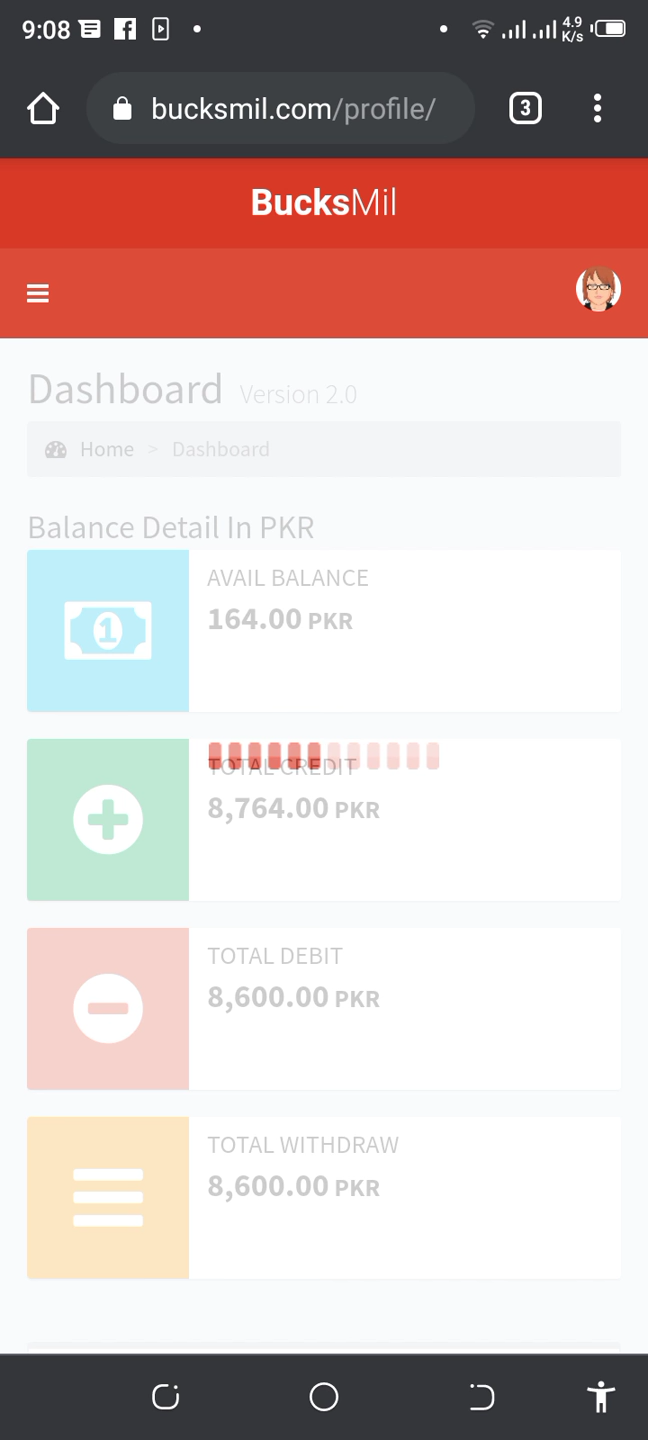 9:08
4.9
K/s
bucksmil.com/profile/
3
BucksMil
Dashboard Version 2.0
Home > Dashboard
Balance Detail In PKR
1
AVAIL BALANCE
164.00 PKR
TOTAL CREDIT
8,764.00 PKR
TOTAL DEBIT
8,600.00 PKR
TOTAL WITHDRAW
8,600.00 PKR